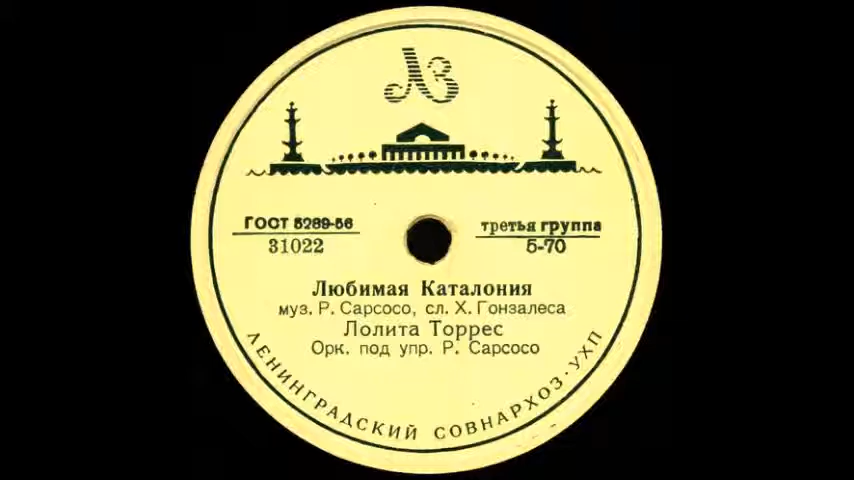 ЛЗ
ГОСТ 5289-56
31022
третья группа
5-70
Любимая Каталония
муз. Р. Сарсосо, сл. Х. Гонзалеса
Лолита Торрес
Орк. под упр. Р. Сарсосо
ЛЕНИНГРАДСКИЙ СОВНАРХОЗ·УХП